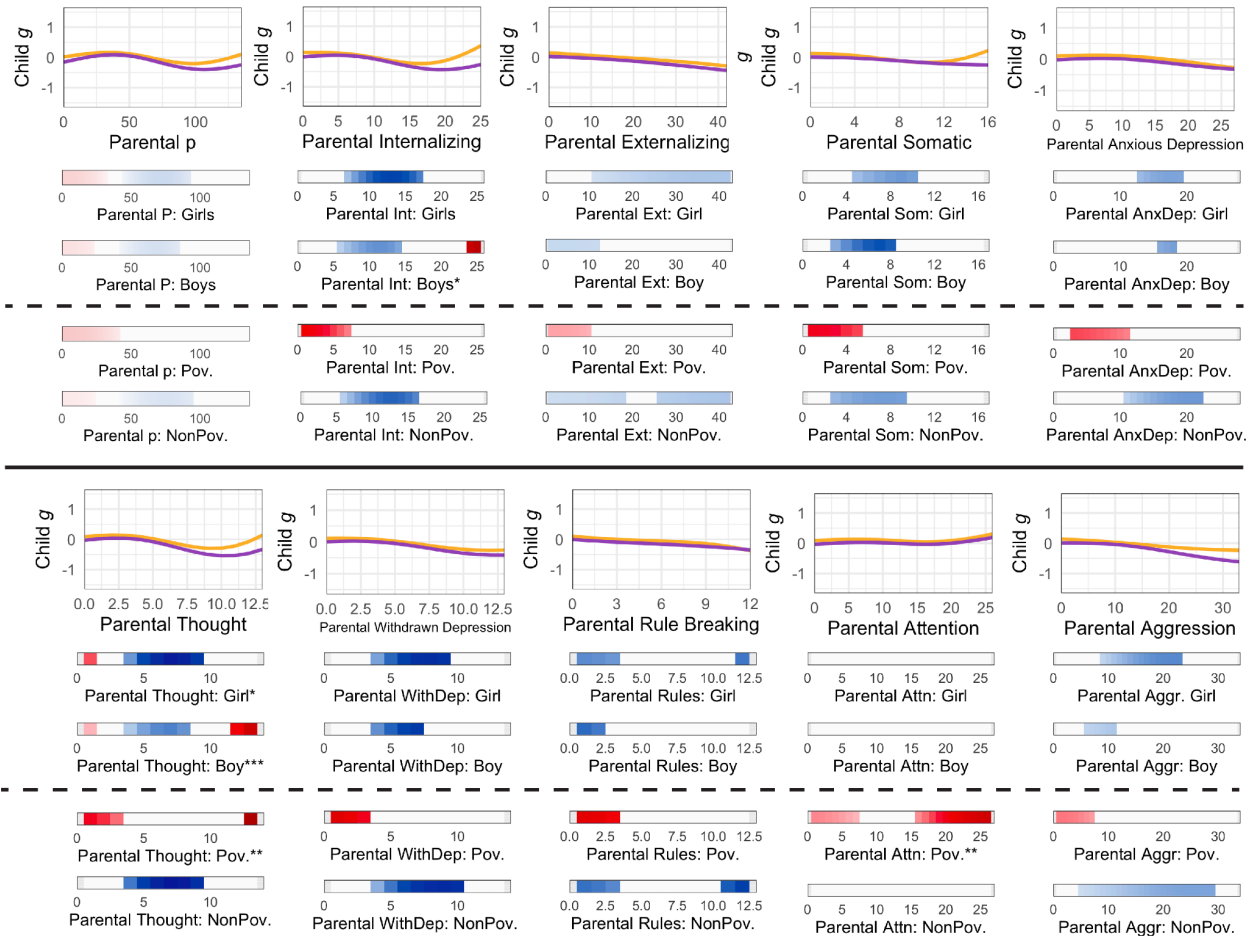 Child g
1
0
-1
0 50 100
Parental p
Child g
1
0
-1
0 5 10 15 20 25
Parental Internalizing
Child g
1
0
-1
0 10 20 30 40
Parental Externalizing
g
1
0
-1
0 4 8 12 16
Parental Somatic
Child g
1
0
-1
0 5 10 15 20 25
Parental Anxious Depression
0 50 100
Parental P: Girls
0 5 10 15 20 25
Parental Int: Girls
0 10 20 30 40
Parental Ext: Girl
0 4 8 12 16
Parental Som: Girl
0 10 20
Parental AnxDep: Girl
0 50 100
Parental P: Boys
0 5 10 15 20 25
Parental Int: Boys*
0 10 20 30 40
Parental Ext: Boy
0 4 8 12 16
Parental Som: Boy
0 10 20
Parental AnxDep: Boy
0 50 100
Parental p: Pov.
0 5 10 15 20 25
Parental Int: Pov.
0 10 20 30 40
Parental Ext: Pov.
0 4 8 12 16
Parental Som: Pov.
0 10 20
Parental AnxDep: Pov.
0 50 100
Parental p: NonPov.
0 5 10 15 20 25
Parental Int: NonPov.
0 10 20 30 40
Parental Ext: NonPov.
0 4 8 12 16
Parental Som: NonPov.
0 10 20
Parental AnxDep: NonPov.
Child g
1
0
-1
0.0 2.5 5.0 7.5 10.0 12.5
Parental Thought
Child g
1
0
-1
0.0 2.5 5.0 7.5 10.0 12.5
Parental Withdrawn Depression
Child g
1
0
-1
0 3 6 9 12
Parental Rule Breaking
Child g
1
0
-1
0 5 10 15 20 25
Parental Attention
Child g
1
0
-1
0 10 20 30
Parental Aggression
0 5 10
Parental Thought: Girl*
0 5 10
Parental WithDep: Girl
0.0 2.5 5.0 7.5 10.0 12.5
Parental Rules: Girl
0 5 10 15 20 25
Parental Attn: Girl
0 10 20 30
Parental Aggr. Girl
0 5 10
Parental Thought: Boy***
0 5 10
Parental WithDep: Boy
0.0 2.5 5.0 7.5 10.0 12.5
Parental Rules: Boy
0 5 10 15 20 25
Parental Attn: Boy
0 10 20 30
Parental Aggr: Boy
0 5 10
Parental Thought: Pov.**
0 5 10
Parental WithDep: Pov.
0.0 2.5 5.0 7.5 10.0 12.5
Parental Rules: Pov.
0 5 10 15 20 25
Parental Attn: Pov.**
0 10 20 30
Parental Aggr: Pov.
0 5 10
Parental Thought: NonPov.
0 5 10
Parental WithDep: NonPov.
0.0 2.5 5.0 7.5 10.0 12.5
Parental Rules: NonPov.
0 5 10 15 20 25
Parental Attn: NonPov.
0 10 20 30
Parental Aggr: NonPov.